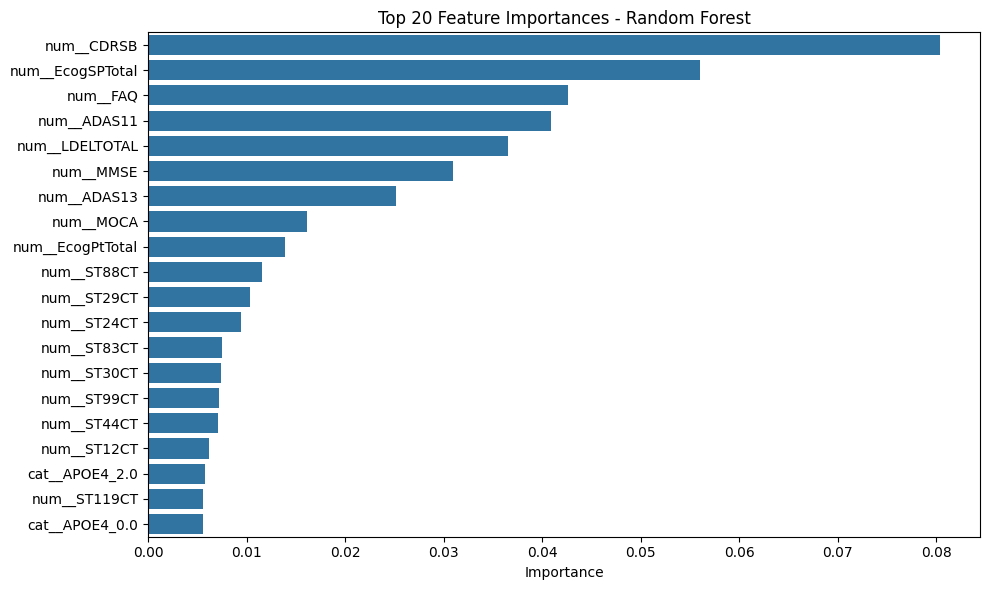 Top 20 Feature Importances - Random Forest
num__CDRSB
num__EcogSPTotal
num__FAQ
num__ADAS11
num__LDELTOTAL
num__MMSE
num__ADAS13
num__MOCA
num__EcogPtTotal
num__ST88CT
num__ST29CT
num__ST24CT
num__ST83CT
num__ST30CT
num__ST99CT
num__ST44CT
num__ST12CT
cat__APOE4_2.0
num__ST119CT
cat__APOE4_0.0
0.00 0.01 0.02 0.03 0.04 0.05 0.06 0.07 0.08
Importance